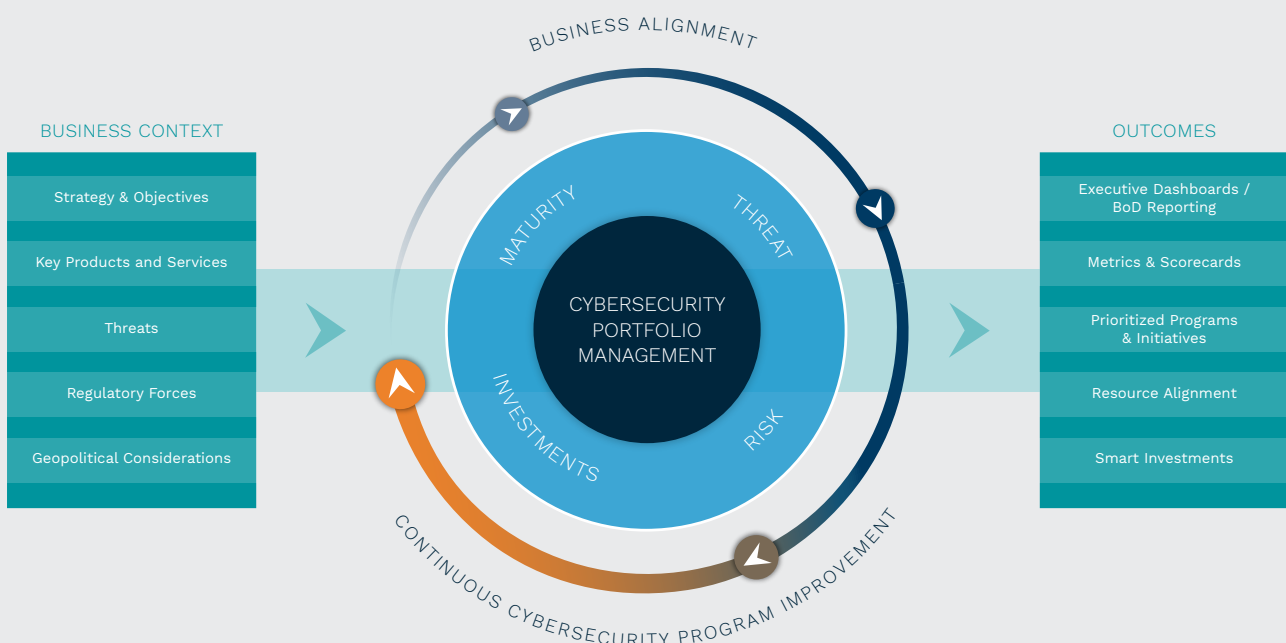 BUSINESS ALIGNMENT
BUSINESS CONTEXT
Strategy & Objectives
Key Products and Services
Threats
Regulatory Forces
Geopolitical Considerations
MATURITY
THREAT
CYBERSECURITY
PORTFOLIO
MANAGEMENT
INVESTMENTS
RISK
CONTINUOUS CYBERSECURITY PROGRAM IMPROVEMENT
OUTCOMES
Executive Dashboards /
BoD Reporting
Metrics & Scorecards
Prioritized Programs
& Initiatives
Resource Alignment
Smart Investments